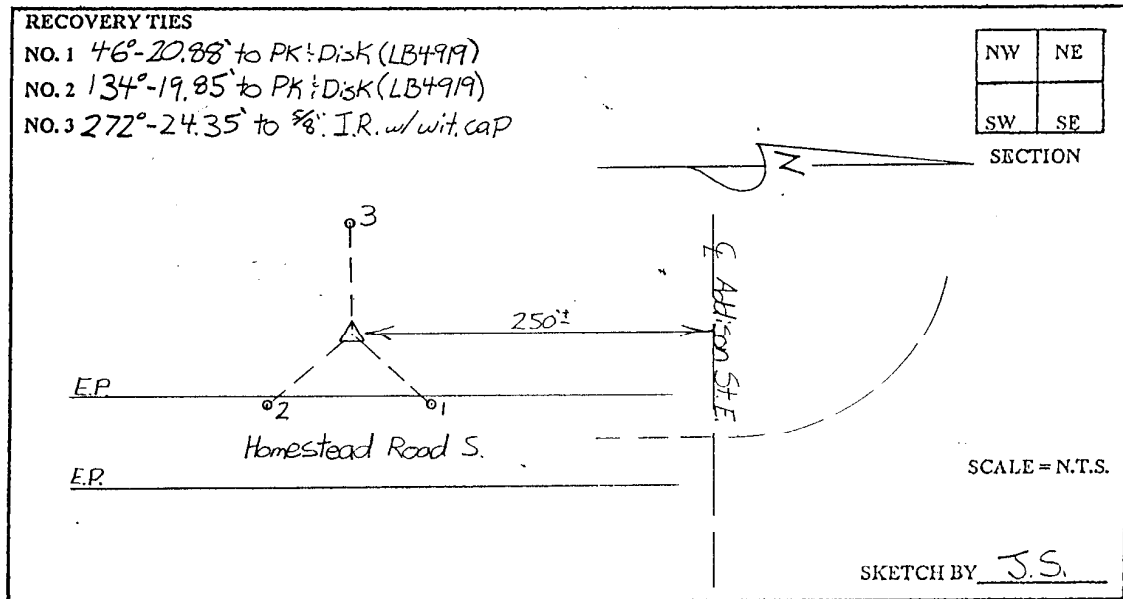 RECOVERY TIES
NO. 1 46°-20.88' to PK & Disk (LB4919)
NO. 2 134°-19.85' to PK & Disk (LB4919)
NO. 3 272°-24.35' to 5/8" I.R. w/ wit. cap
NW NE
SW SE
SECTION
N
3
℄ Addison St. E.
250'±
E.P.
2
1
Homestead Road S.
E.P.
SCALE = N.T.S.
SKETCH BY J.S.